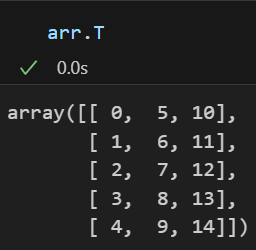 arr.T
0.0s
array([[ 0,  5, 10],
       [ 1,  6, 11],
       [ 2,  7, 12],
       [ 3,  8, 13],
       [ 4,  9, 14]])